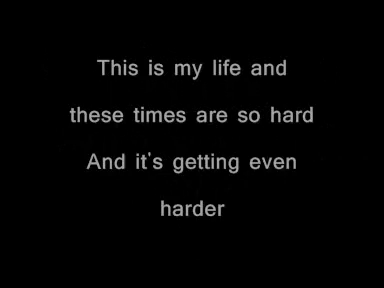 This is my life and
these times are so hard
And it's getting even
harder